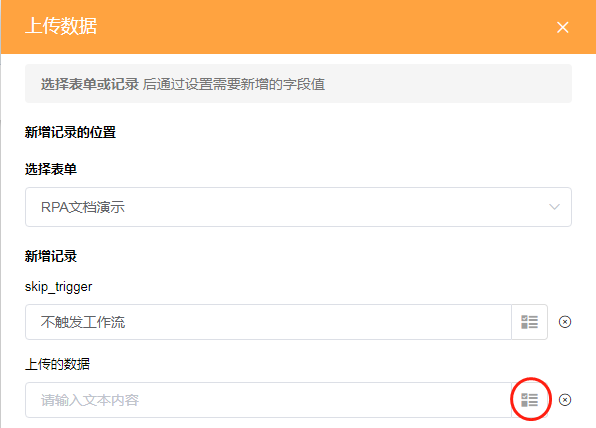 上传数据
选择表单或记录 后通过设置需要新增的字段值
新增记录的位置
选择表单
RPA文档演示
新增记录
skip_trigger
不触发工作流
上传的数据
请输入文本内容